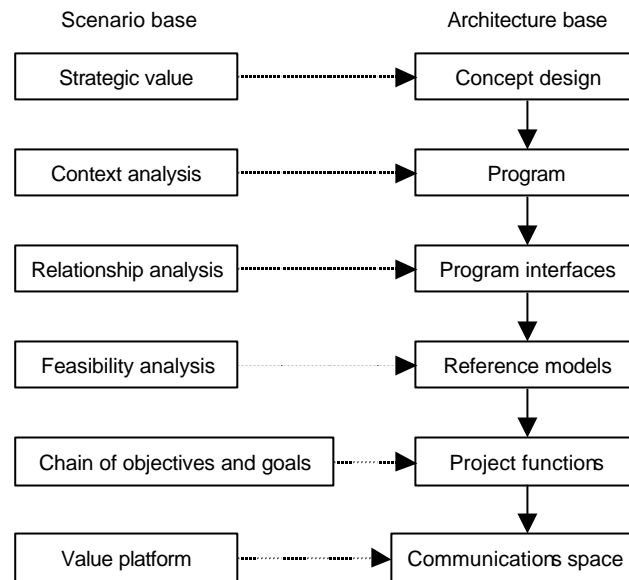 Scenario base
Architecture base
Strategic value
Concept design
Context analysis
Program
Relationship analysis
Program interfaces
Feasibility analysis
Reference models
Chain of objectives and goals
Project functions
Value platform
Communications space